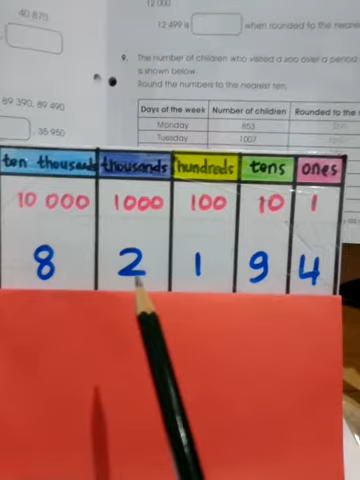 12 000
40 870
12 499 is when rounded to the neares
9. The number of children who visited a zoo over a period
is shown below.
Round the numbers to the nearest ten.
89 390, 89 490
, 35 950
Days of the week Number of children Rounded to the
Monday 853
Tuesday 1007
ten thousands thousands hundreds tens ones
10 000 1000 100 10 1
8 2 1 9 4